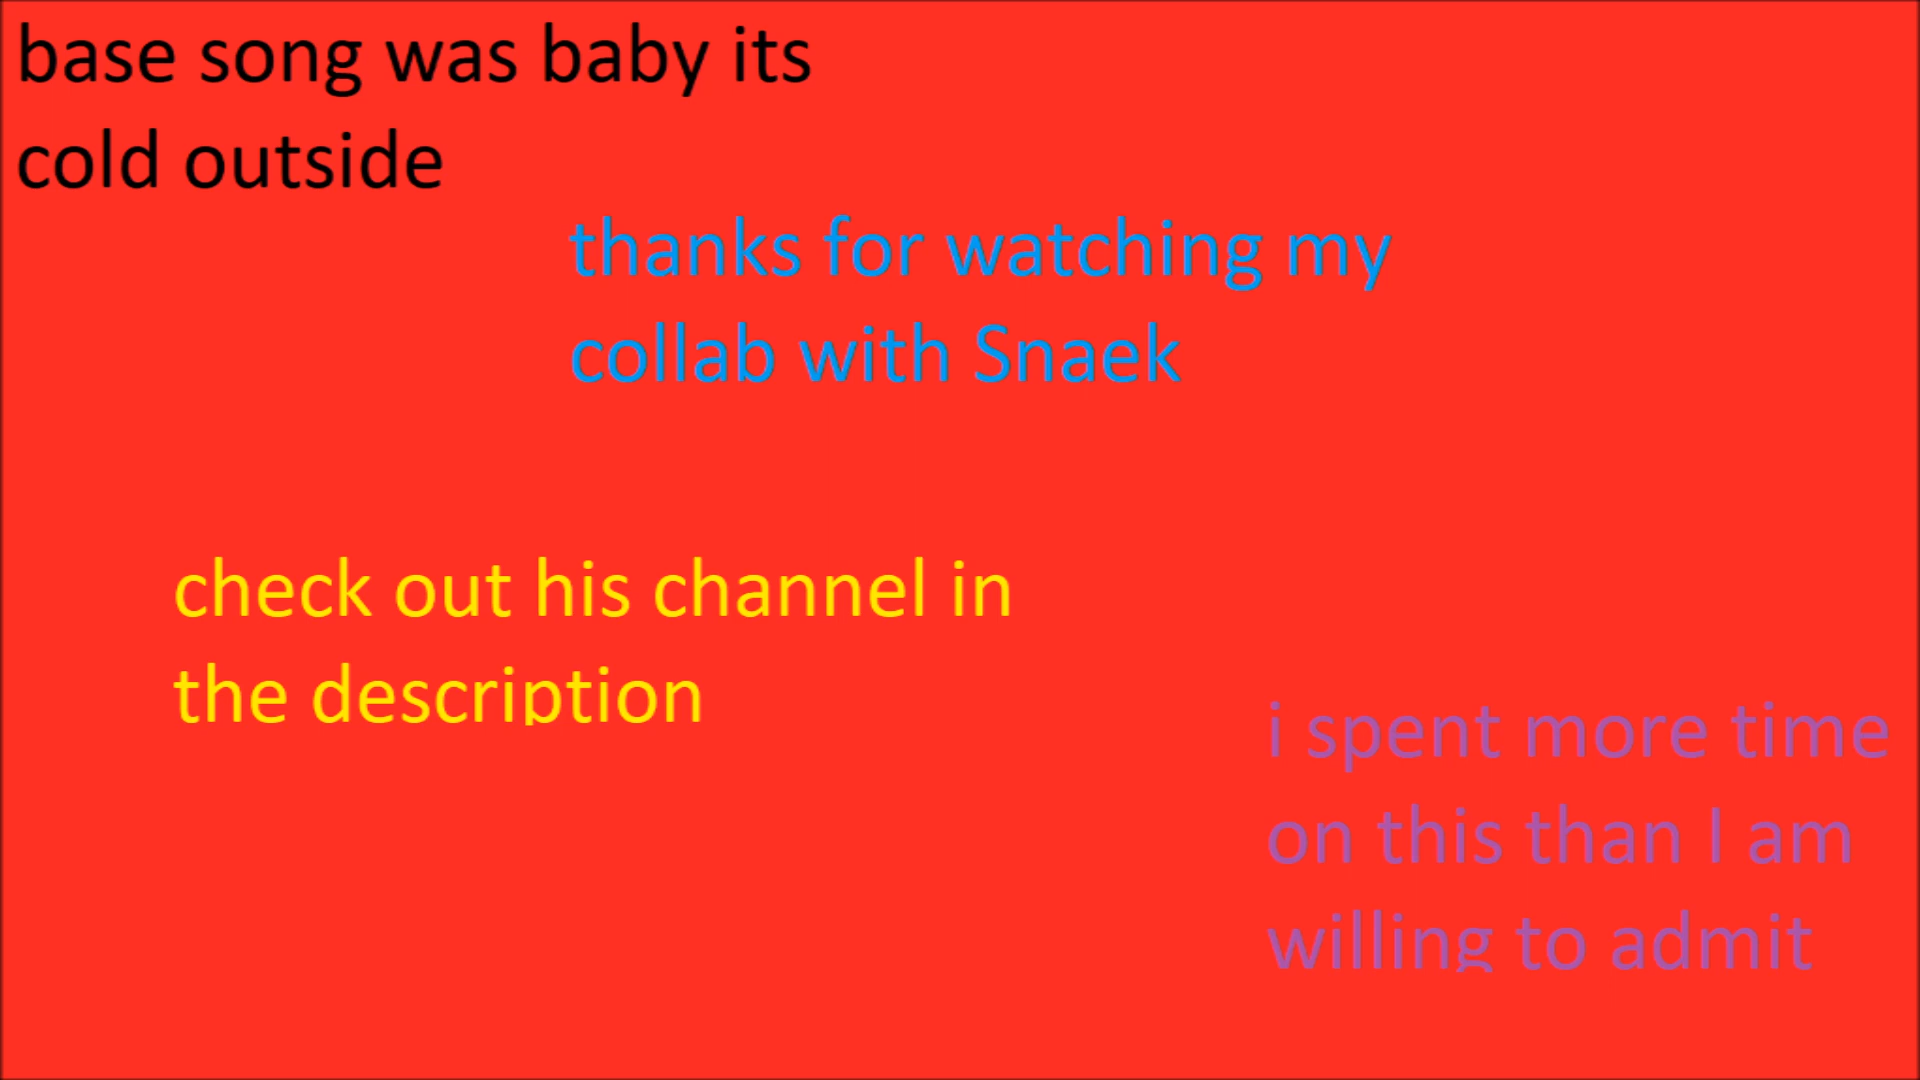 base song was baby its
cold outside
thanks for watching my
collab with Snaek
check out his channel in
the description
i spent more time
on this than I am
willing to admit